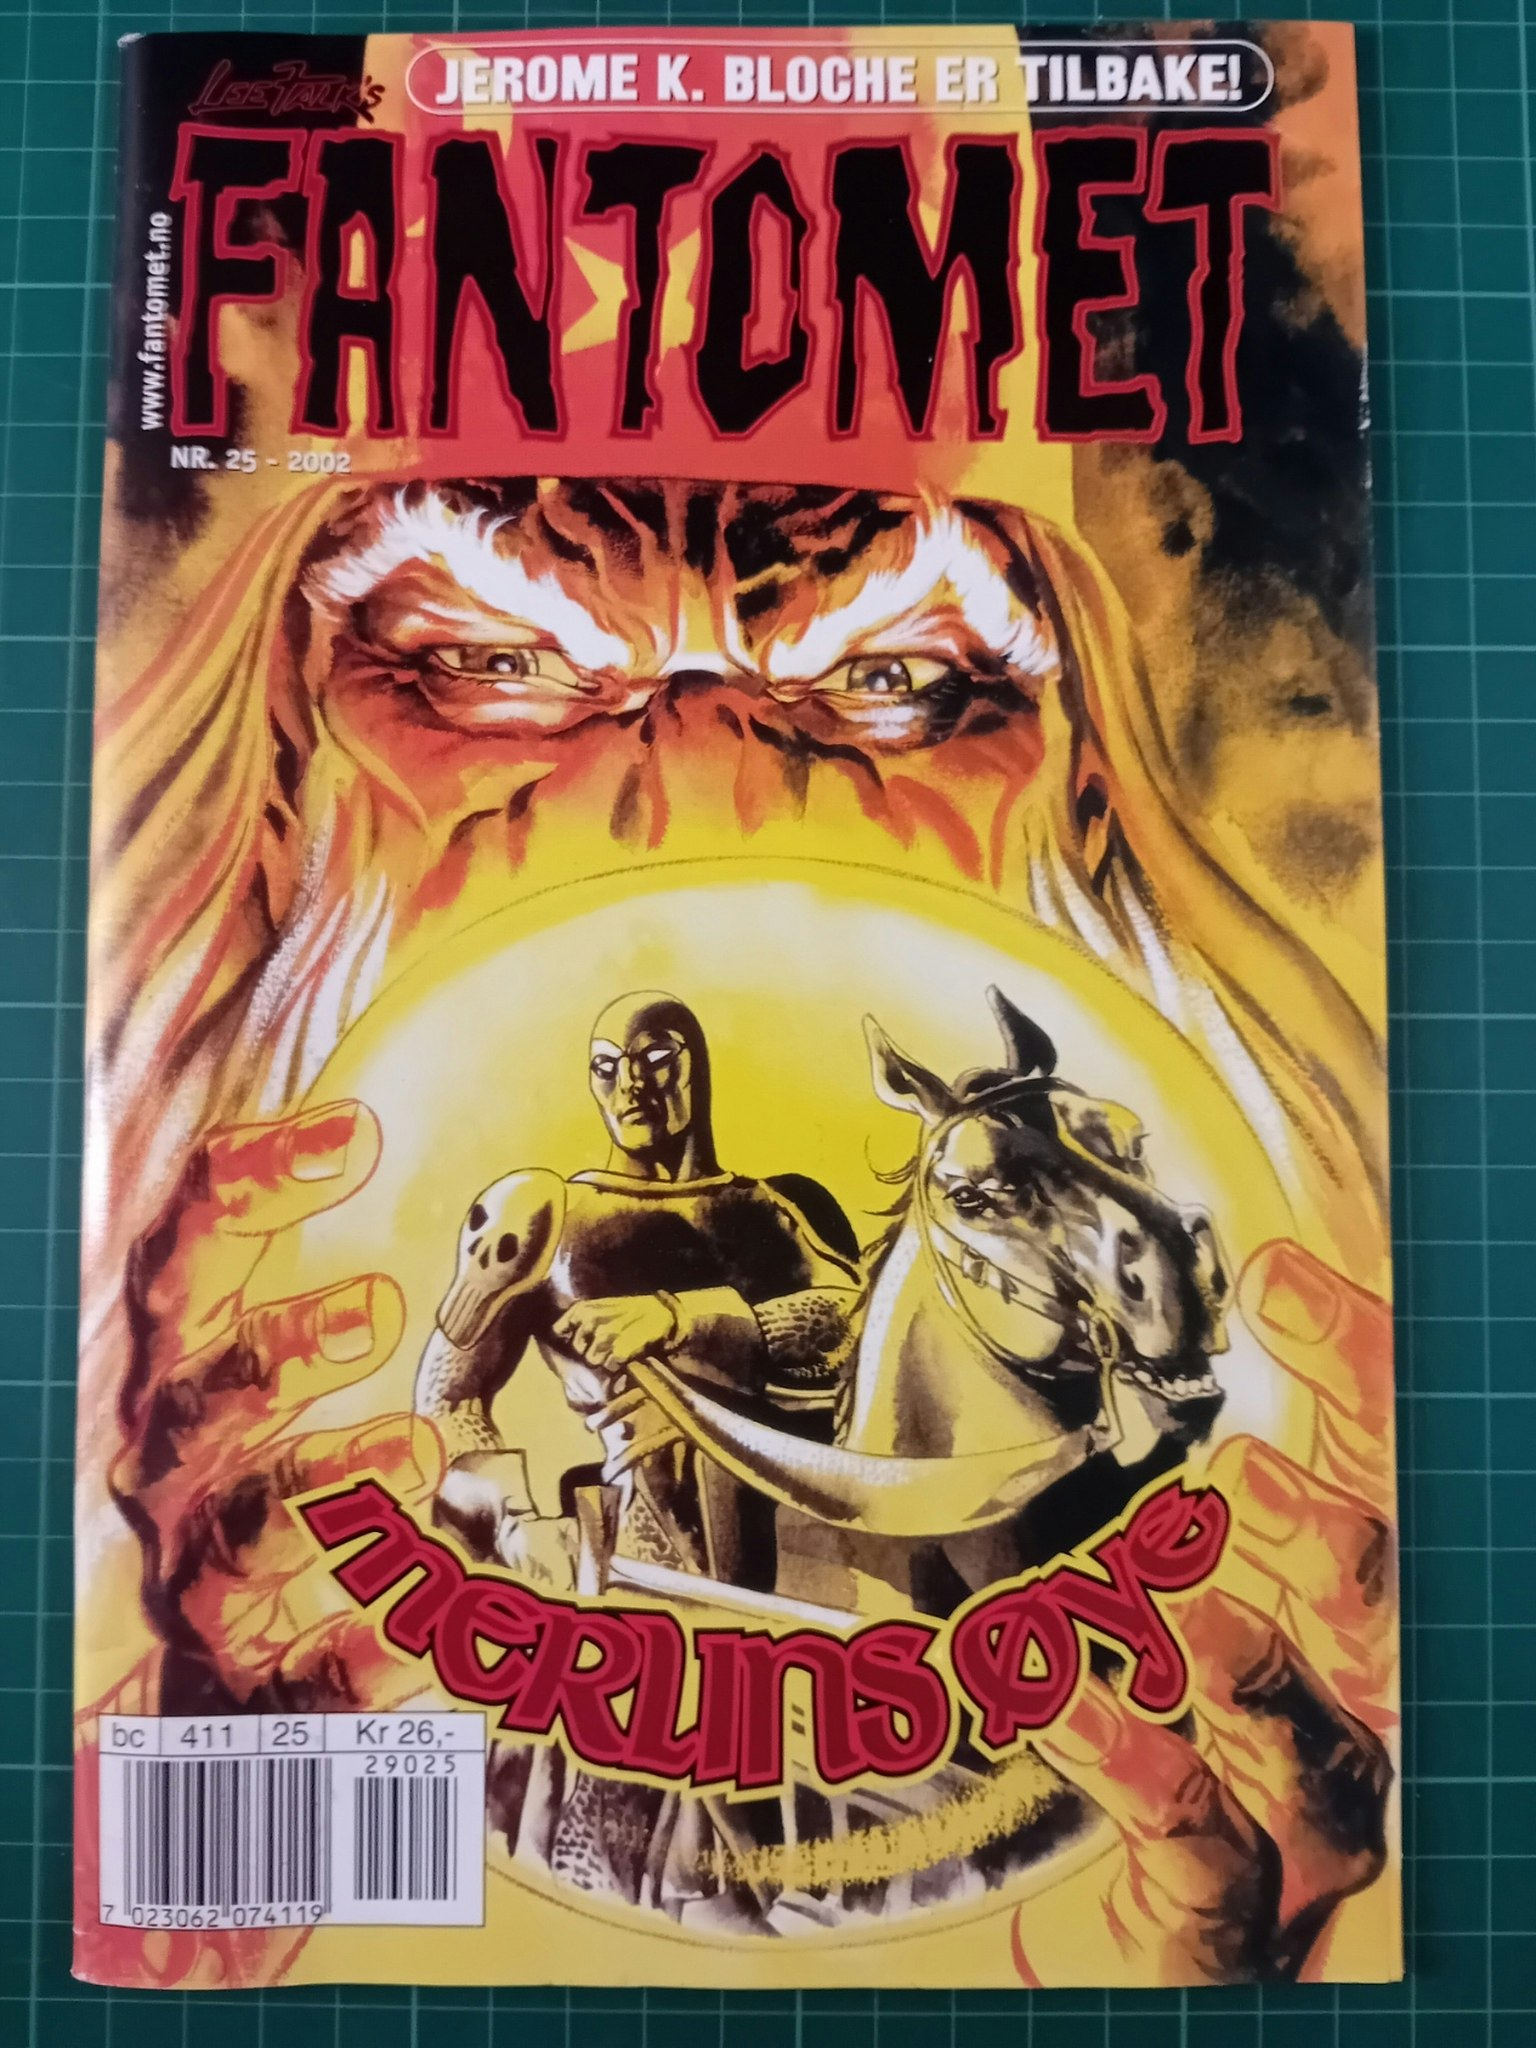 JEROME K. BLOCHE ER TILBAKE!
LEE FALK'S
FANTOMET
www.fantomet.no
NR. 25 - 2002
MERLINS ØYE
bc 411 25 Kr 26,-
29025
7 023062 074119